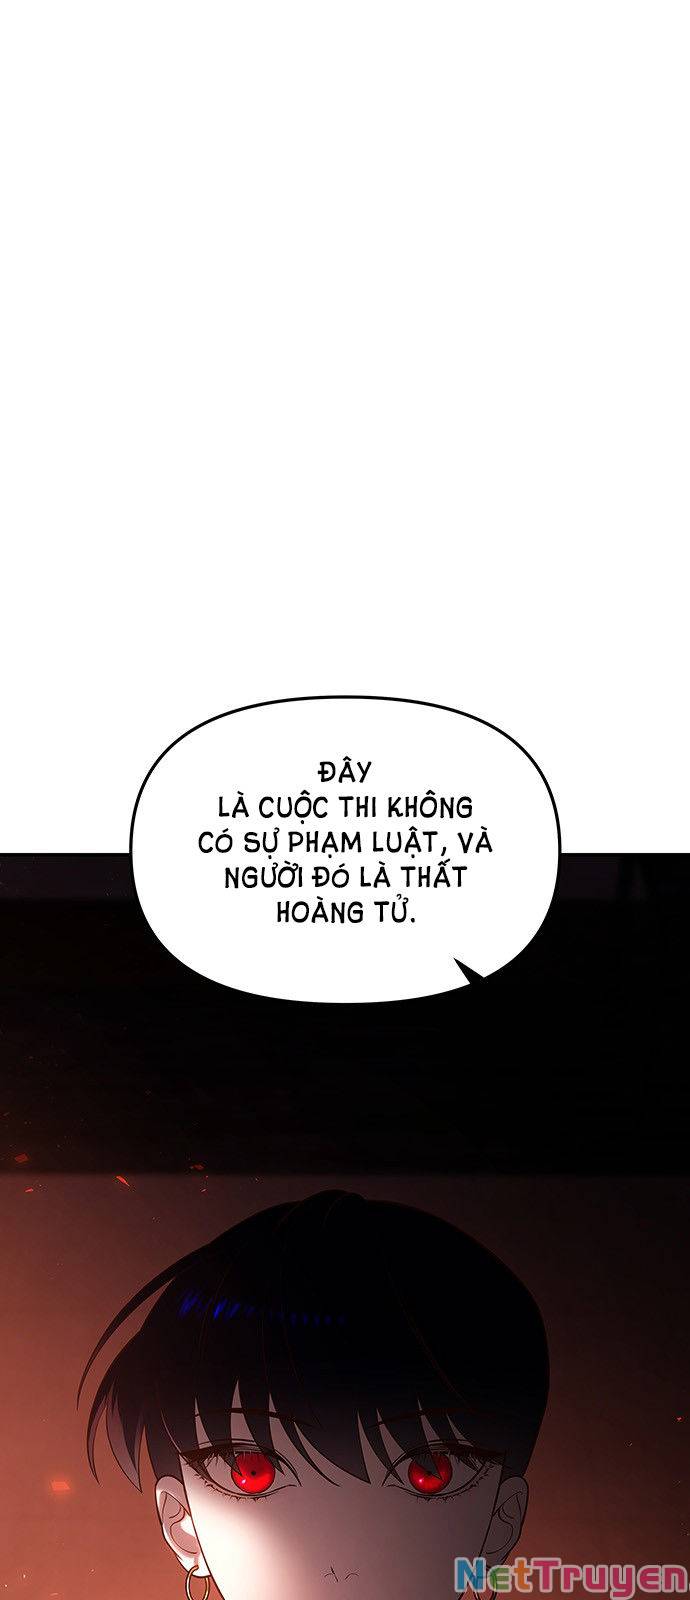 ĐÂY
LÀ CUỘC THI KHÔNG
CÓ SỰ PHẠM LUẬT, VÀ
NGƯỜI ĐÓ LÀ THẤT
HOÀNG TỬ.
NetTruyen